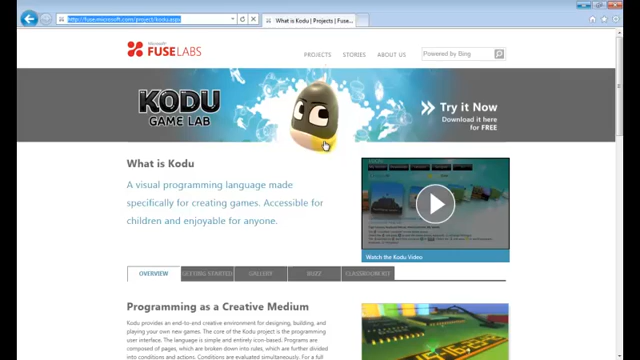 http://fuse.microsoft.com/project/kodu.aspx
What is Kodu | Projects | Fuse...
Microsoft
FUSELABS
PROJECTS STORIES ABOUT US
Powered by Bing
KODU
GAME LAB
Try it Now
Download it here
for FREE
What is Kodu
A visual programming language made
specifically for creating games. Accessible for
children and enjoyable for anyone.
Watch the Kodu Video
OVERVIEW GETTING STARTED GALLERY BUZZ CLASSROOM KIT
Programming as a Creative Medium
Kodu provides an end-to-end creative environment for designing, building, and
playing your own new games. The core of the Kodu project is the programming
user interface. The language is simple and entirely icon-based. Programs are
composed of pages, which are broken down into rules, which are further divided
into conditions and actions. Conditions are evaluated simultaneously. For a full